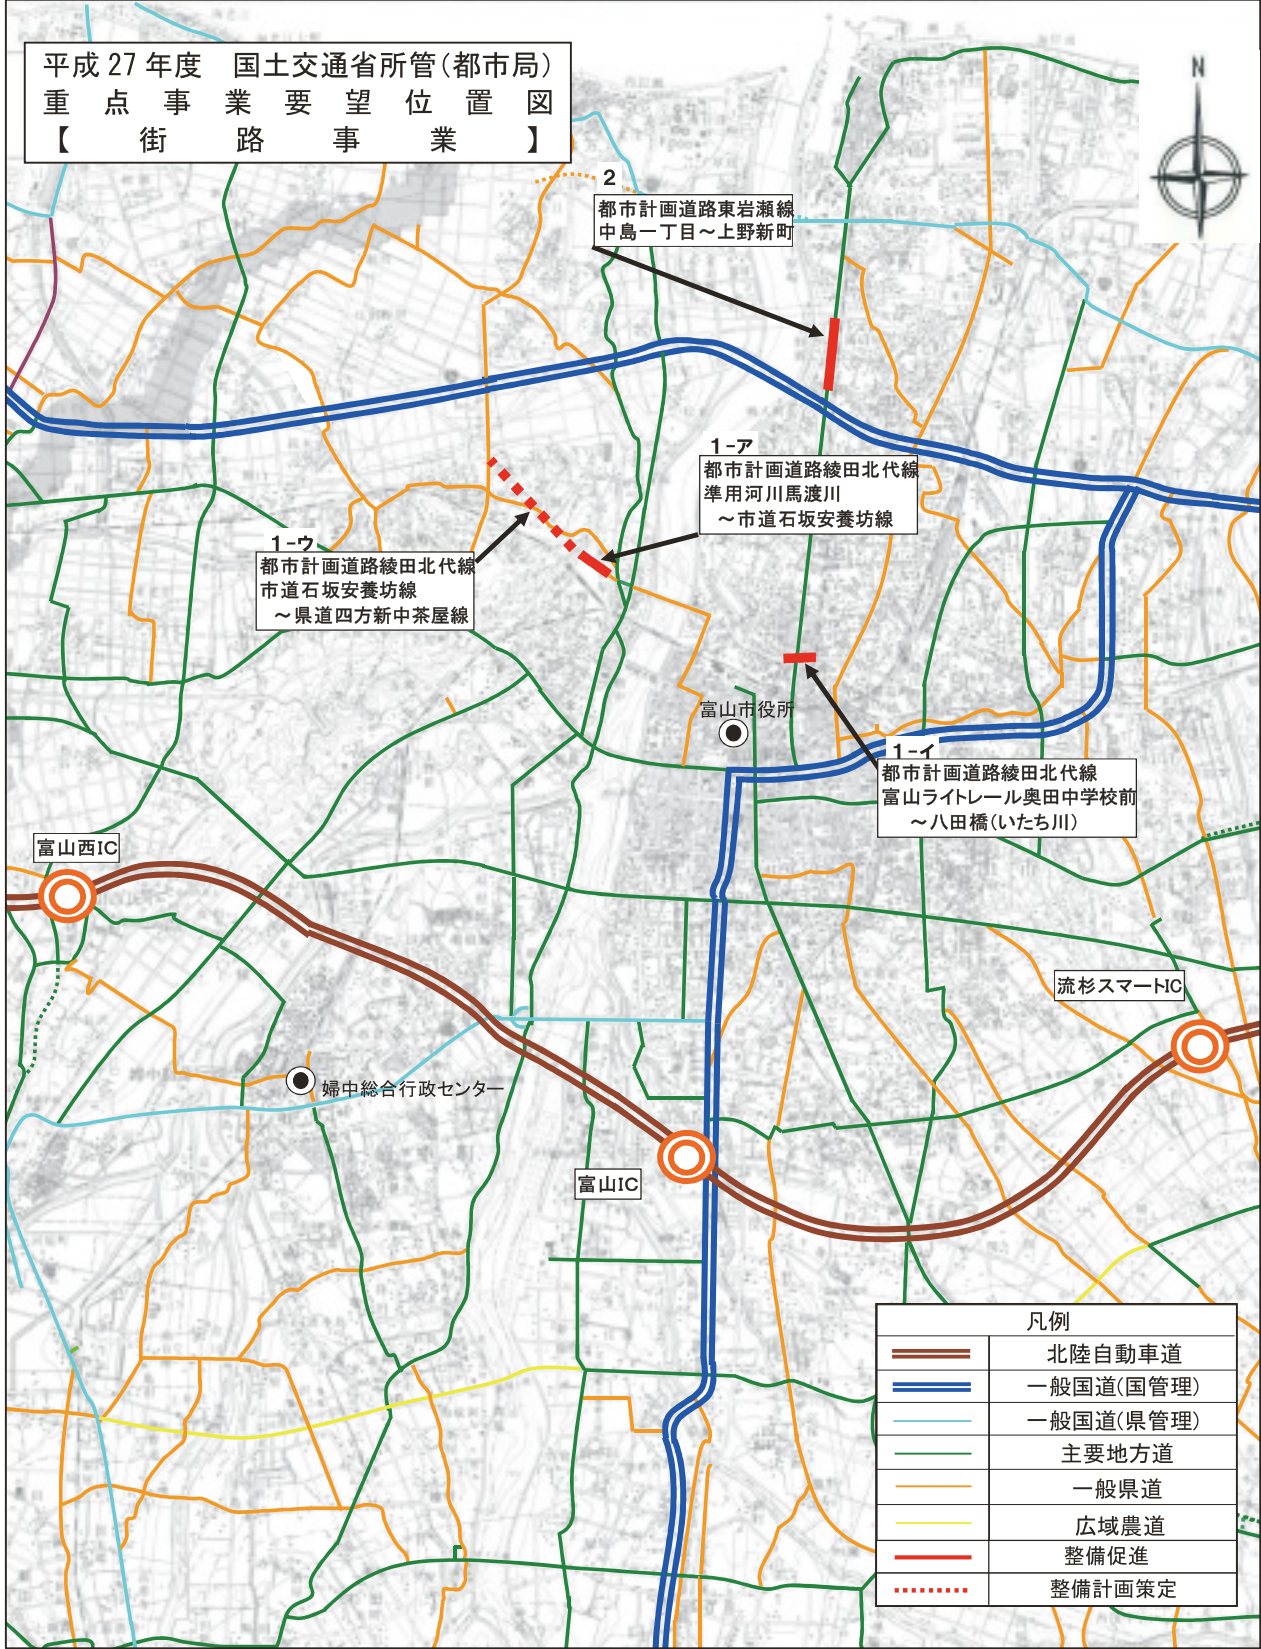 平成27年度 国土交通省所管(都市局)
重点事業要望位置図
【街路事業】
N
2
都市計画道路東岩瀬線
中島一丁目～上野新町
1-ア
都市計画道路綾田北代線
準用河川馬渡川
～市道石坂安養坊線
1-ウ
都市計画道路綾田北代線
市道石坂安養坊線
～県道四方新中茶屋線
富山市役所
1-イ
都市計画道路綾田北代線
富山ライトレール奥田中学校前
～八田橋(いたち川)
富山西IC
流杉スマートIC
婦中総合行政センター
富山IC
凡例
北陸自動車道
一般国道(国管理)
一般国道(県管理)
主要地方道
一般県道
広域農道
整備促進
整備計画策定